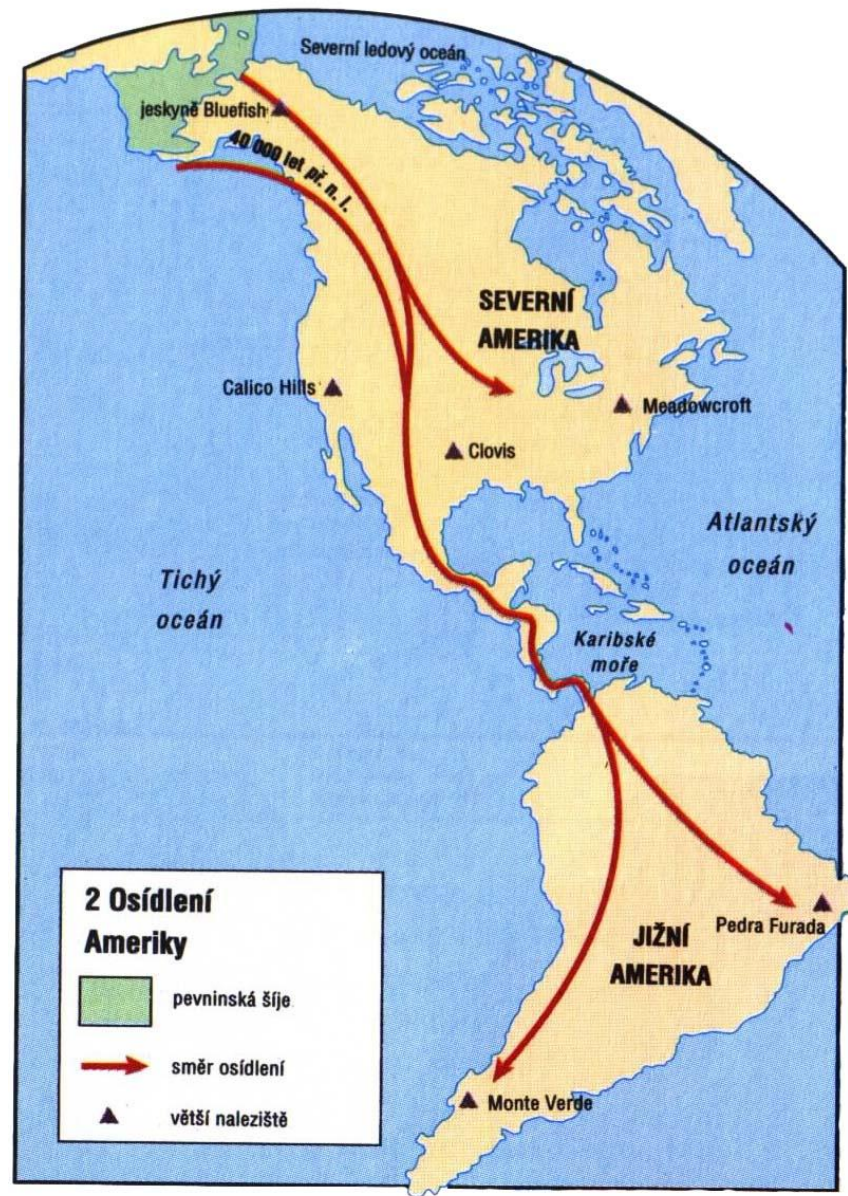 Severní ledový oceán
jeskyně Bluefish
40 000 let př. n. l.
SEVERNÍ
AMERIKA
Calico Hills
Meadowcroft
Clovis
Atlantský
oceán
Tichý
oceán
Karibské
moře
2 Osídlení
Ameriky
pevninská šíje
směr osídlení
větší naleziště
Pedra Furada
JIŽNÍ
AMERIKA
Monte Verde